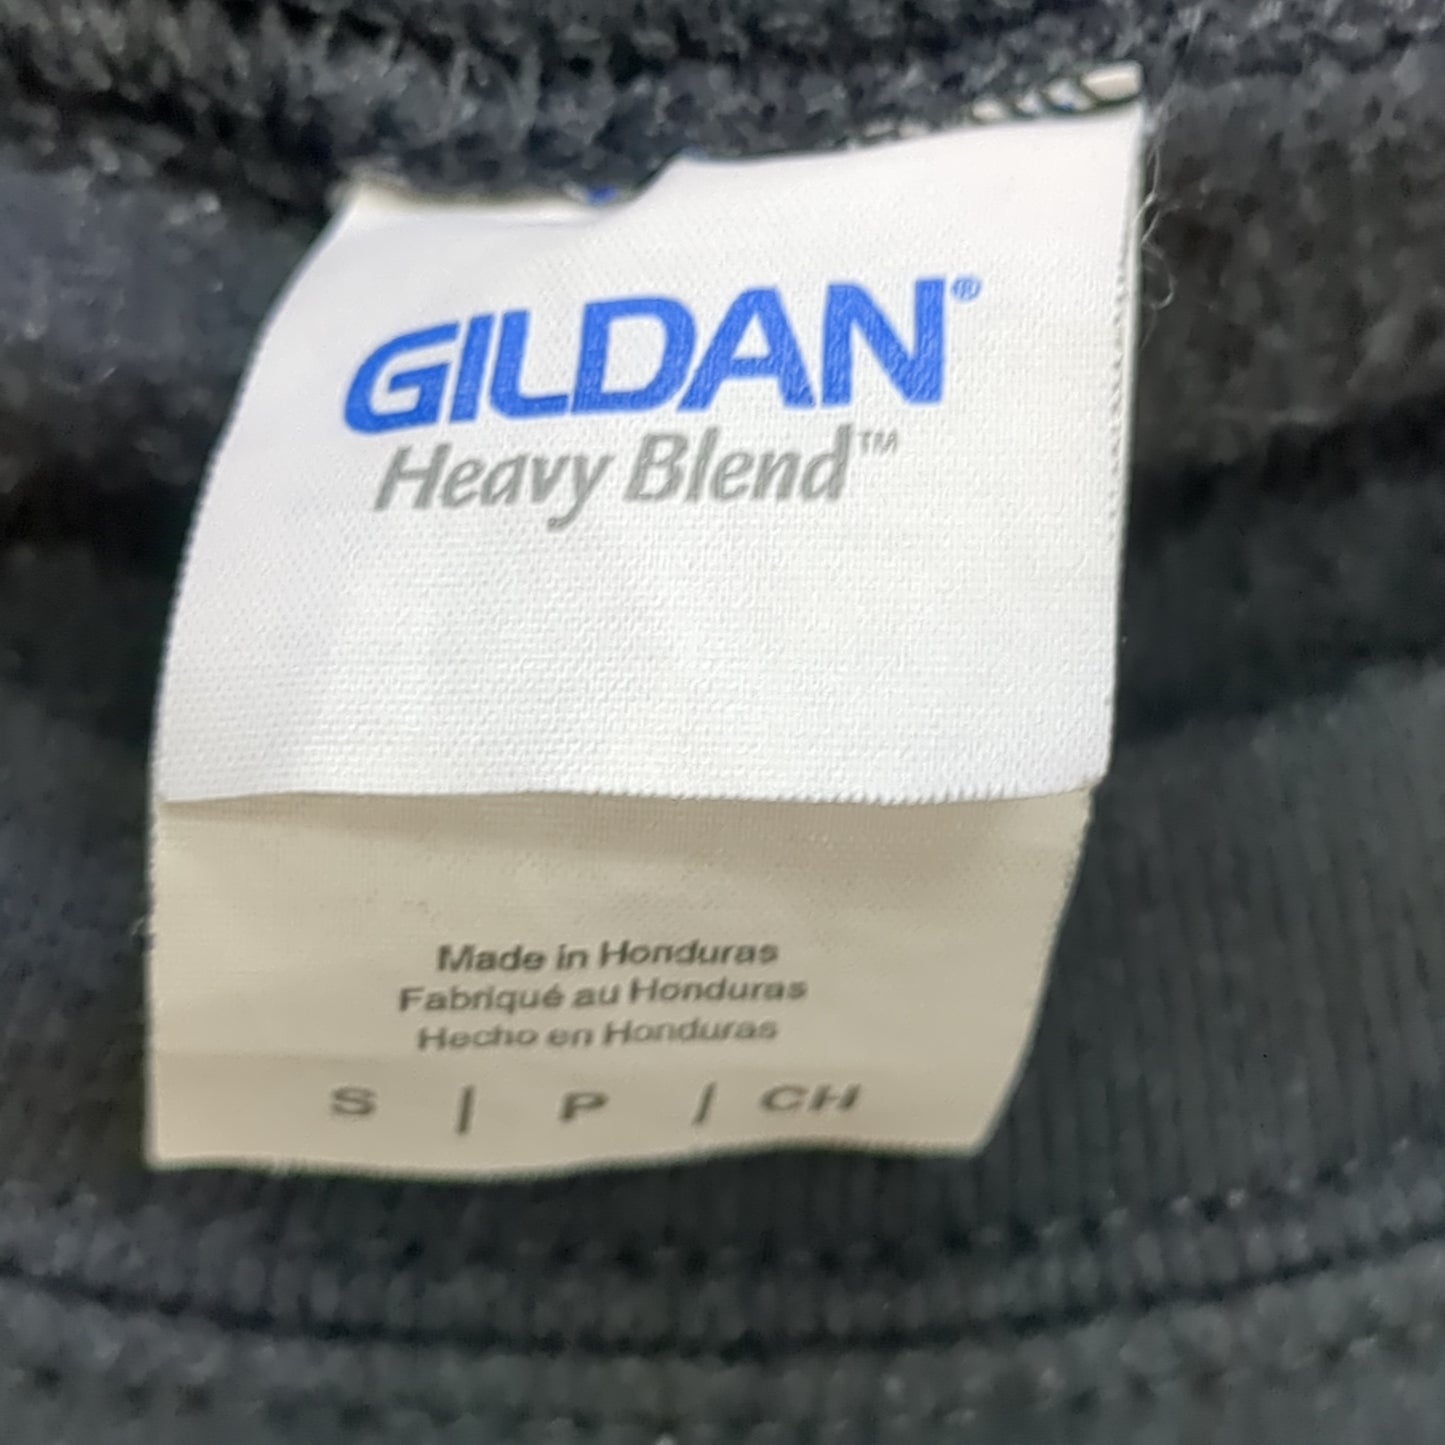 GILDAN®
Heavy Blend™
Made in Honduras
Fabriqué au Honduras
Hecho en Honduras
S | P / CH